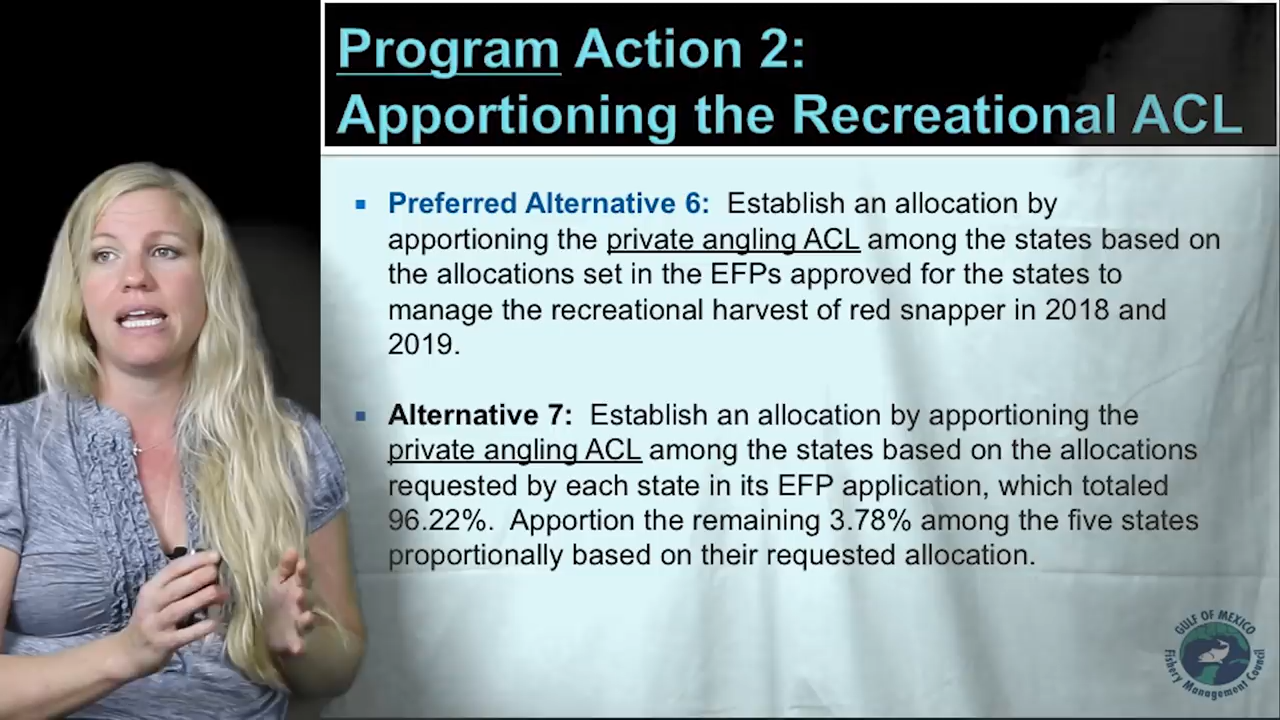 Program Action 2:
Apportioning the Recreational ACL
Preferred Alternative 6: Establish an allocation by
apportioning the private angling ACL among the states based on
the allocations set in the EFPs approved for the states to
manage the recreational harvest of red snapper in 2018 and
2019.
Alternative 7: Establish an allocation by apportioning the
private angling ACL among the states based on the allocations
requested by each state in its EFP application, which totaled
96.22%. Apportion the remaining 3.78% among the five states
proportionally based on their requested allocation.
GULF OF MEXICO
Fishery Management Council